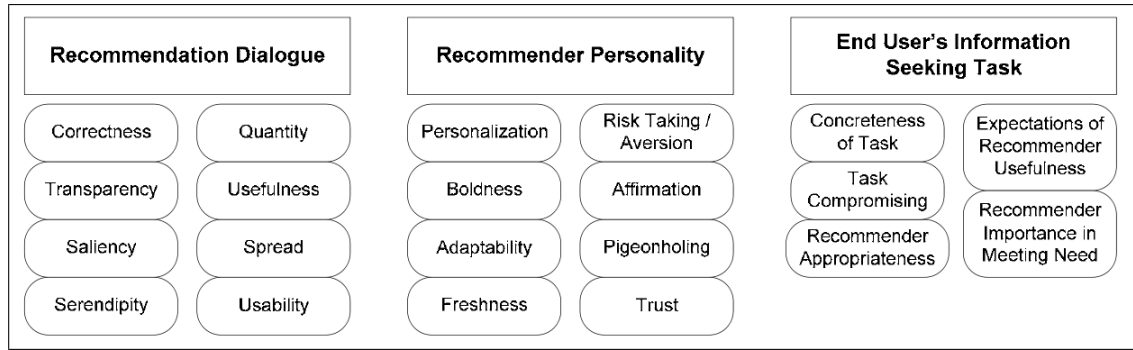 Recommendation Dialogue
Correctness
Quantity
Transparency
Usefulness
Saliency
Spread
Serendipity
Usability
Recommender Personality
Personalization
Risk Taking /
Aversion
Boldness
Affirmation
Adaptability
Pigeonholing
Freshness
Trust
End User's Information
Seeking Task
Concreteness
of Task
Expectations of
Recommender
Usefulness
Task
Compromising
Recommender
Appropriateness
Recommender
Importance in
Meeting Need